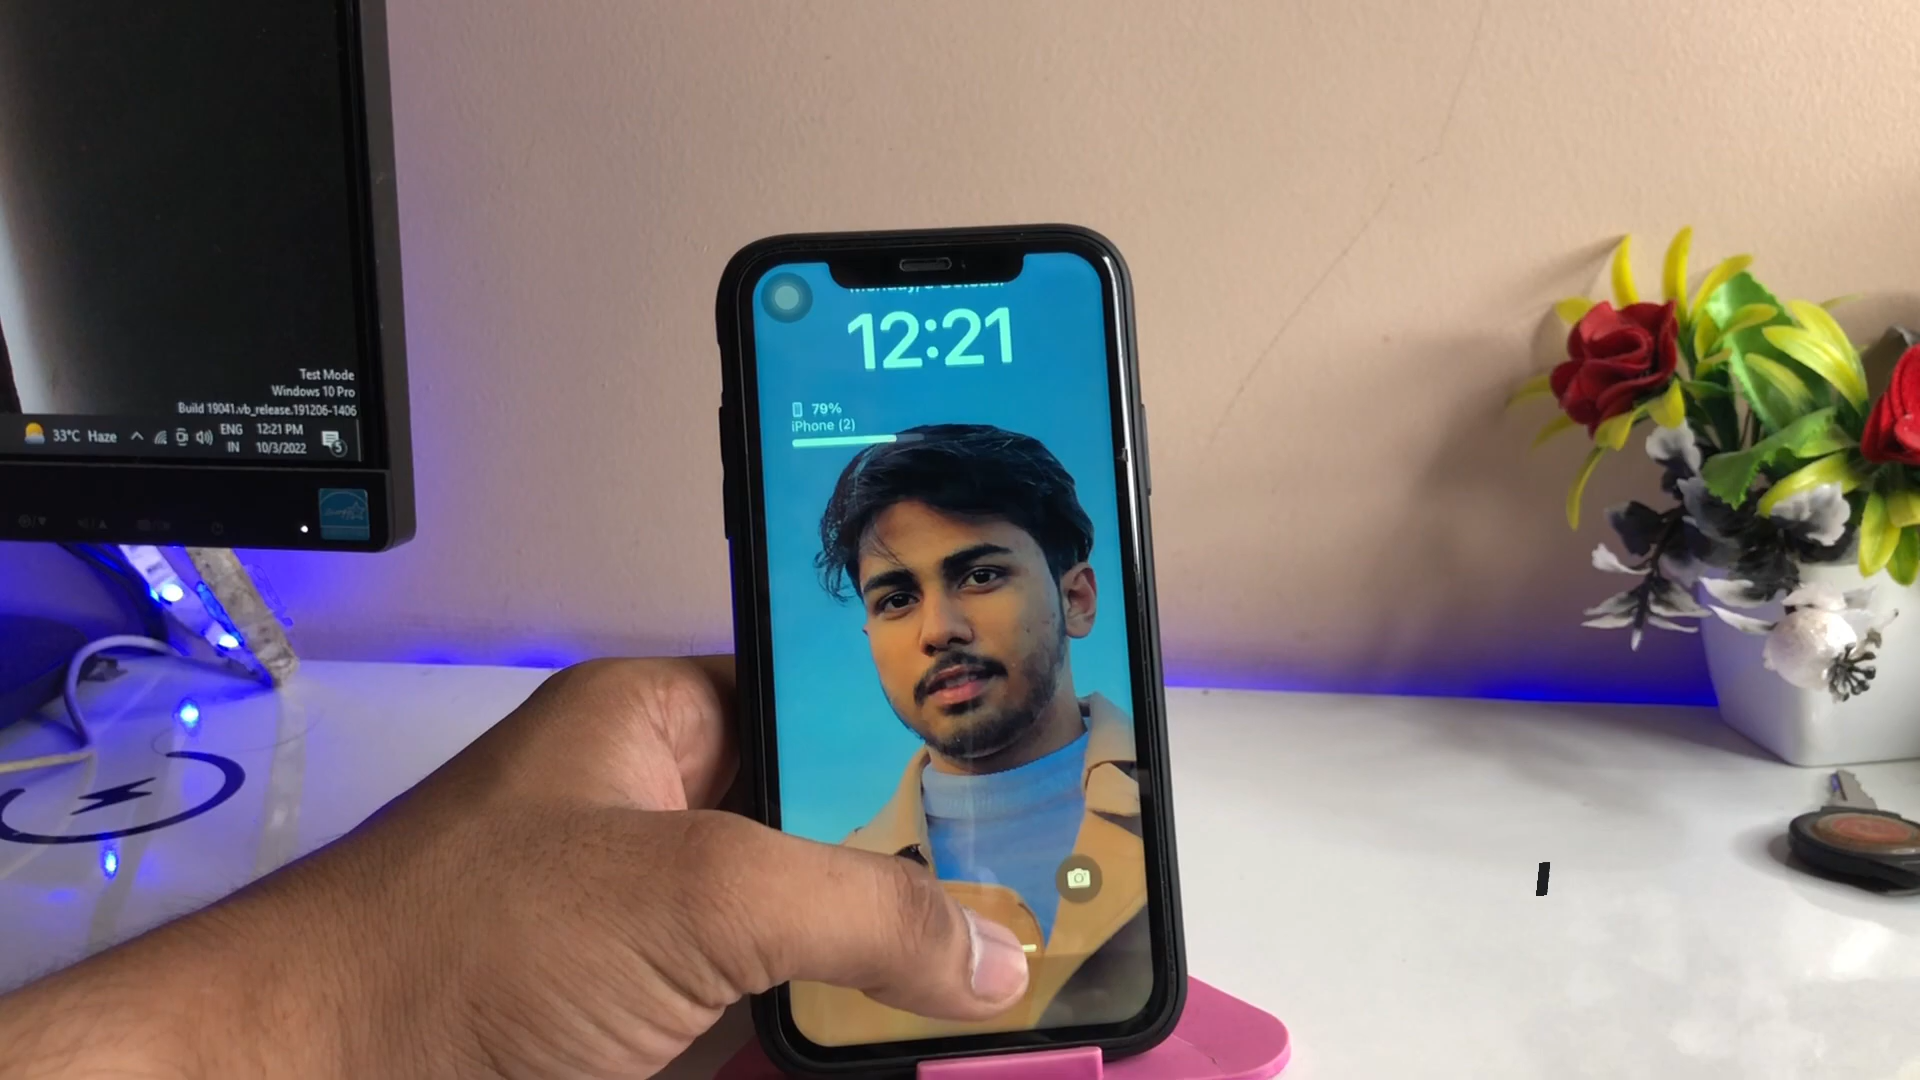 Test Mode
Windows 10 Pro
Build 19041.vb_release.191206-1406
33°C Haze
ENG
IN
12:21 PM
10/3/2022
5
12:21
79%
iPhone (2)